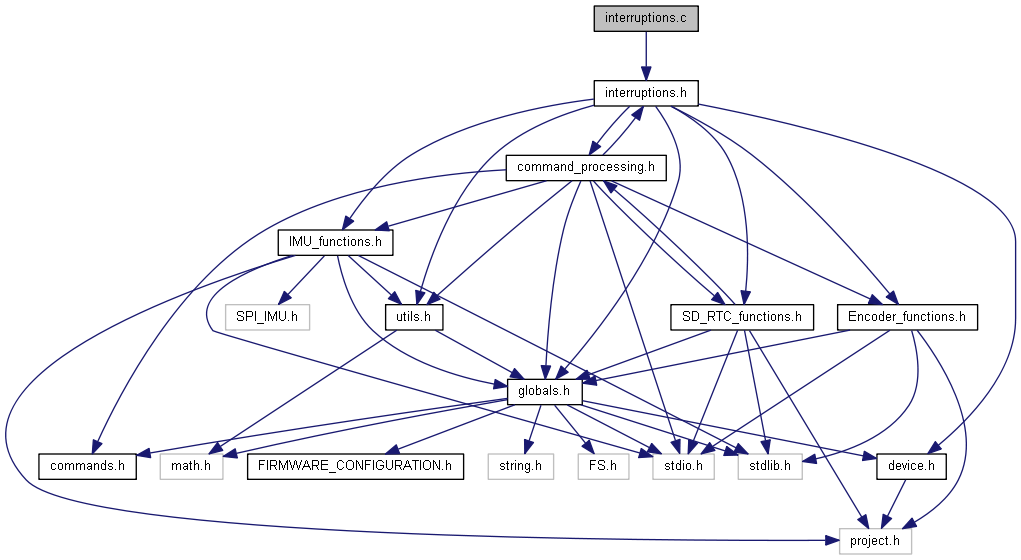 interruptions.c
interruptions.h
command_processing.h
IMU_functions.h
SPI_IMU.h
utils.h
SD_RTC_functions.h
Encoder_functions.h
globals.h
commands.h
math.h
FIRMWARE_CONFIGURATION.h
string.h
FS.h
stdio.h
stdlib.h
device.h
project.h